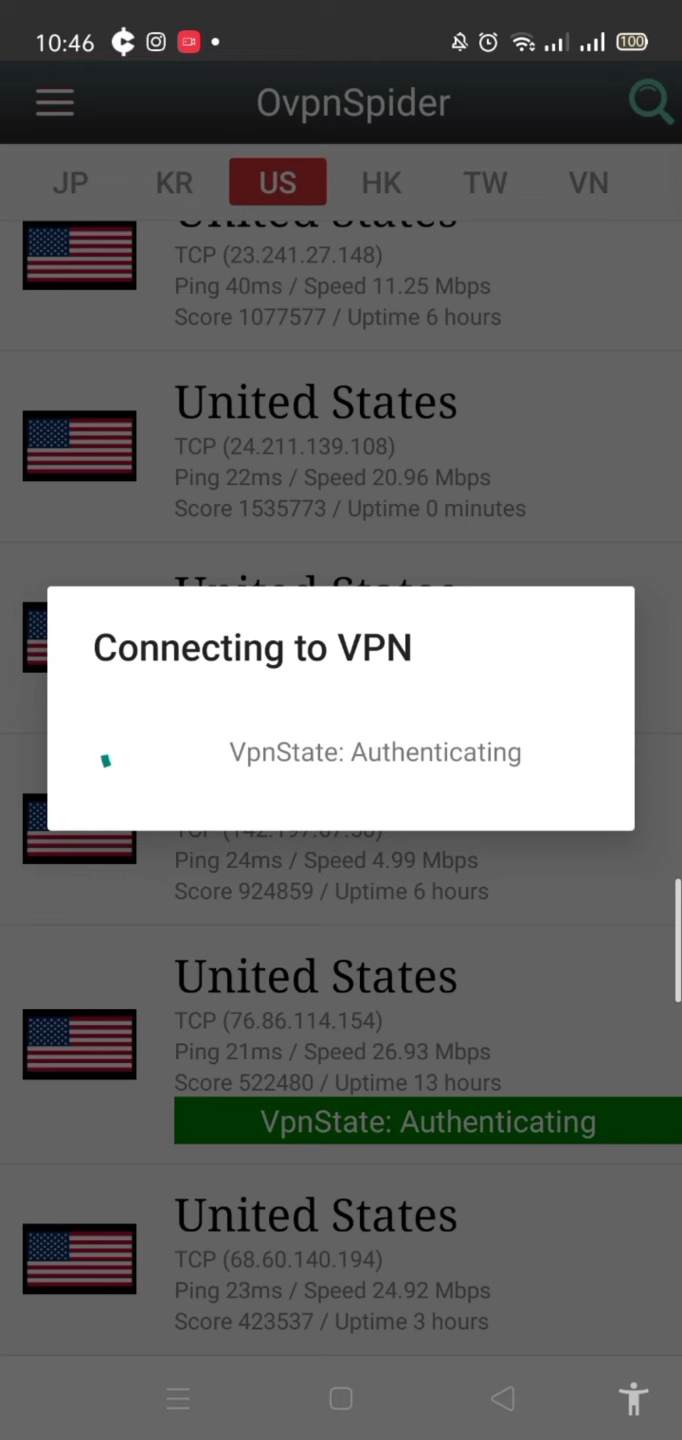 10:46
100
OvpnSpider
JP KR US HK TW VN
United States
TCP (23.241.27.148)
Ping 40ms / Speed 11.25 Mbps
Score 1077577 / Uptime 6 hours
United States
TCP (24.211.139.108)
Ping 22ms / Speed 20.96 Mbps
Score 1535773 / Uptime 0 minutes
United States
Connecting to VPN
VpnState: Authenticating
Ping 24ms / Speed 4.99 Mbps
Score 924859 / Uptime 6 hours
United States
TCP (76.86.114.154)
Ping 21ms / Speed 26.93 Mbps
Score 522480 / Uptime 13 hours
VpnState: Authenticating
United States
TCP (68.60.140.194)
Ping 23ms / Speed 24.92 Mbps
Score 423537 / Uptime 3 hours